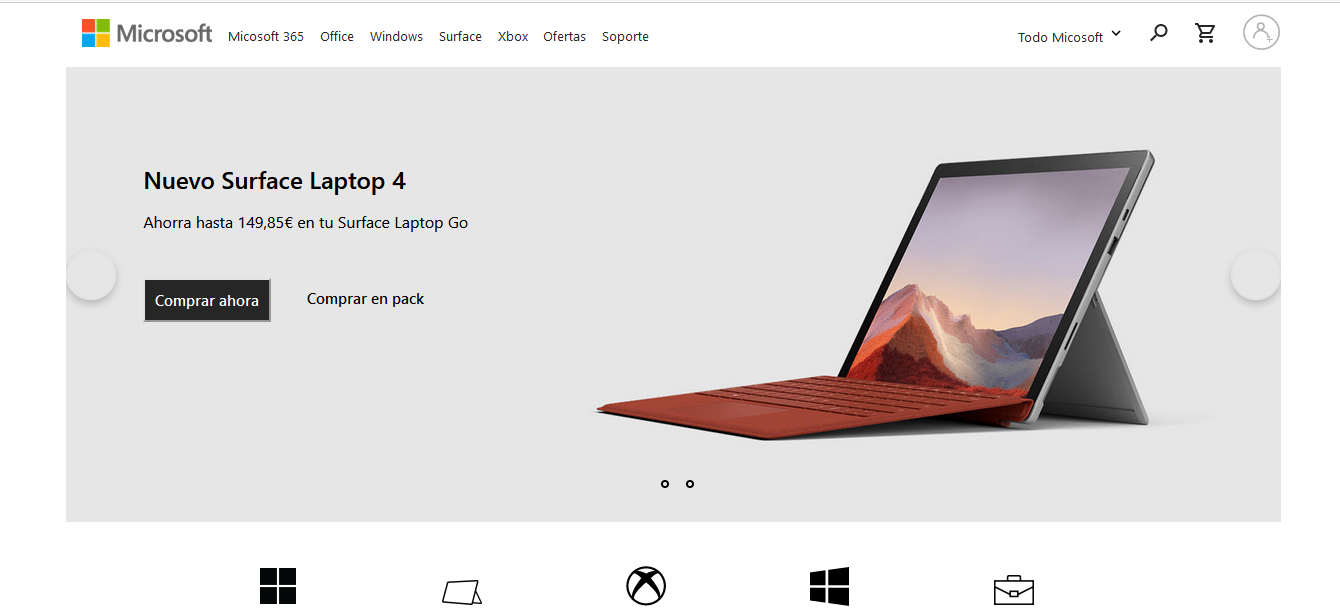 Microsoft Micosoft 365 Office Windows Surface Xbox Ofertas Soporte Todo Micosoft
Nuevo Surface Laptop 4
Ahorra hasta 149,85€ en tu Surface Laptop Go
Comprar ahora Comprar en pack